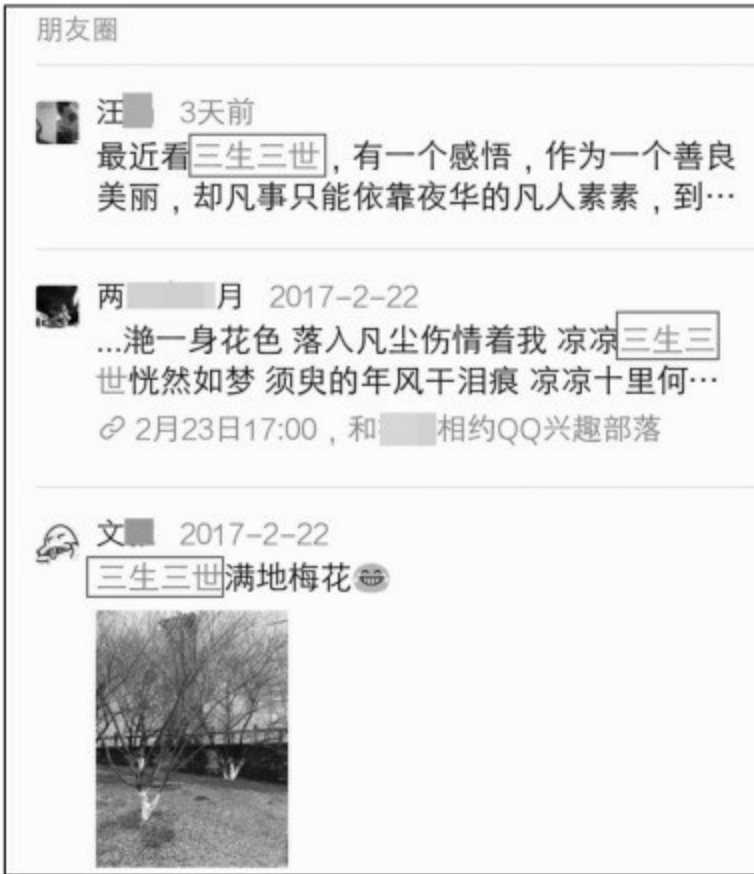 朋友圈
汪 3天前
最近看三生三世，有一个感悟，作为一个善良
美丽，却凡事只能依靠夜华的凡人素素，到…
两 月 2017-2-22
...滟一身花色 落入凡尘伤情着我 凉凉三生三
世恍然如梦 须臾的年风干泪痕 凉凉十里何…
2月23日17:00，和 相约QQ兴趣部落
文 2017-2-22
三生三世满地梅花😁